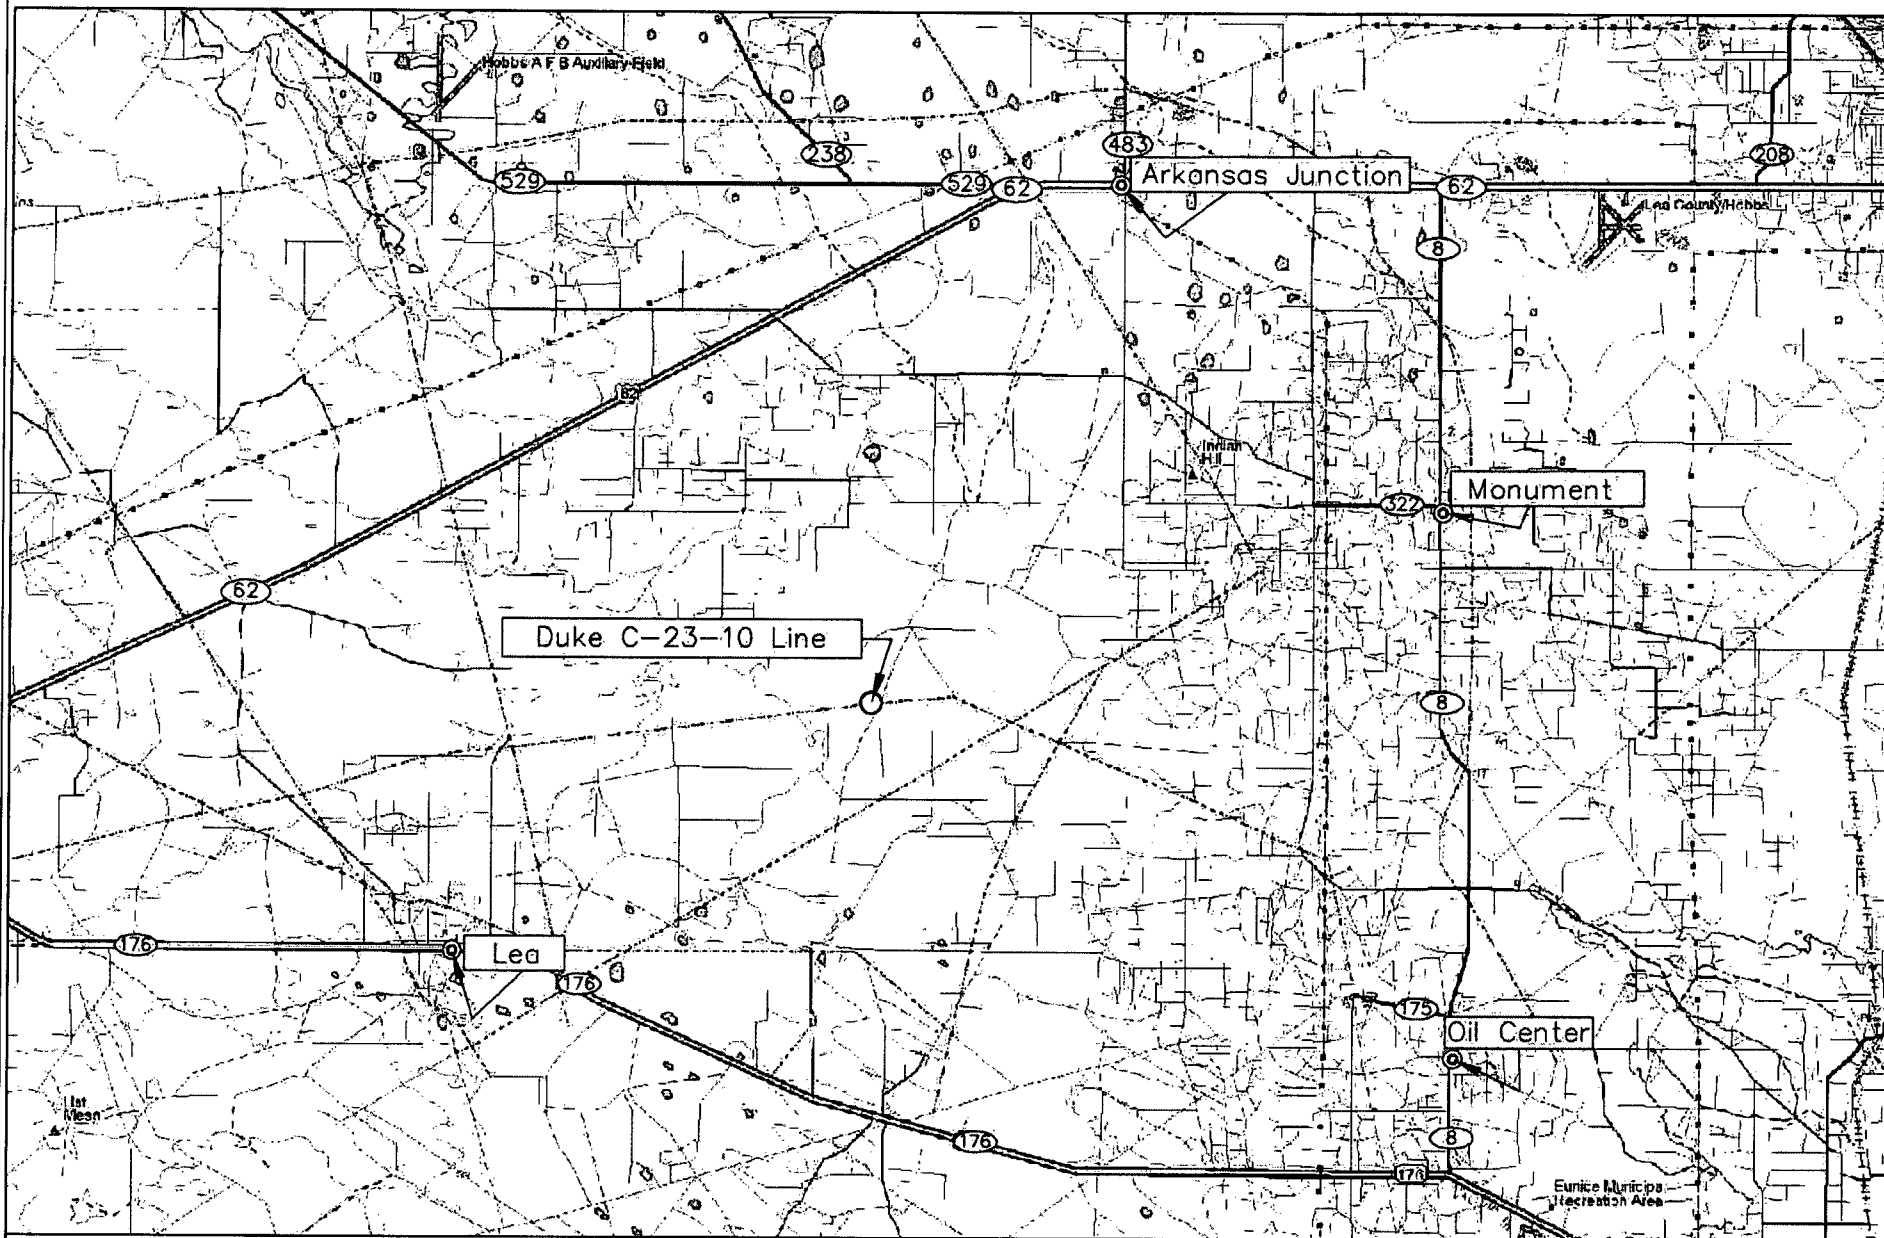 Hobbs A F B Auxiliary Field
483
238
529
529
62
Arkansas Junction
62
208
Lea County/Hobbs
8
62
Indian
Hill
Monument
322
62
Duke C-23-10 Line
8
176
Lea
176
175
Oil Center
176
8
176
Eunice Municipa
Recreation Area